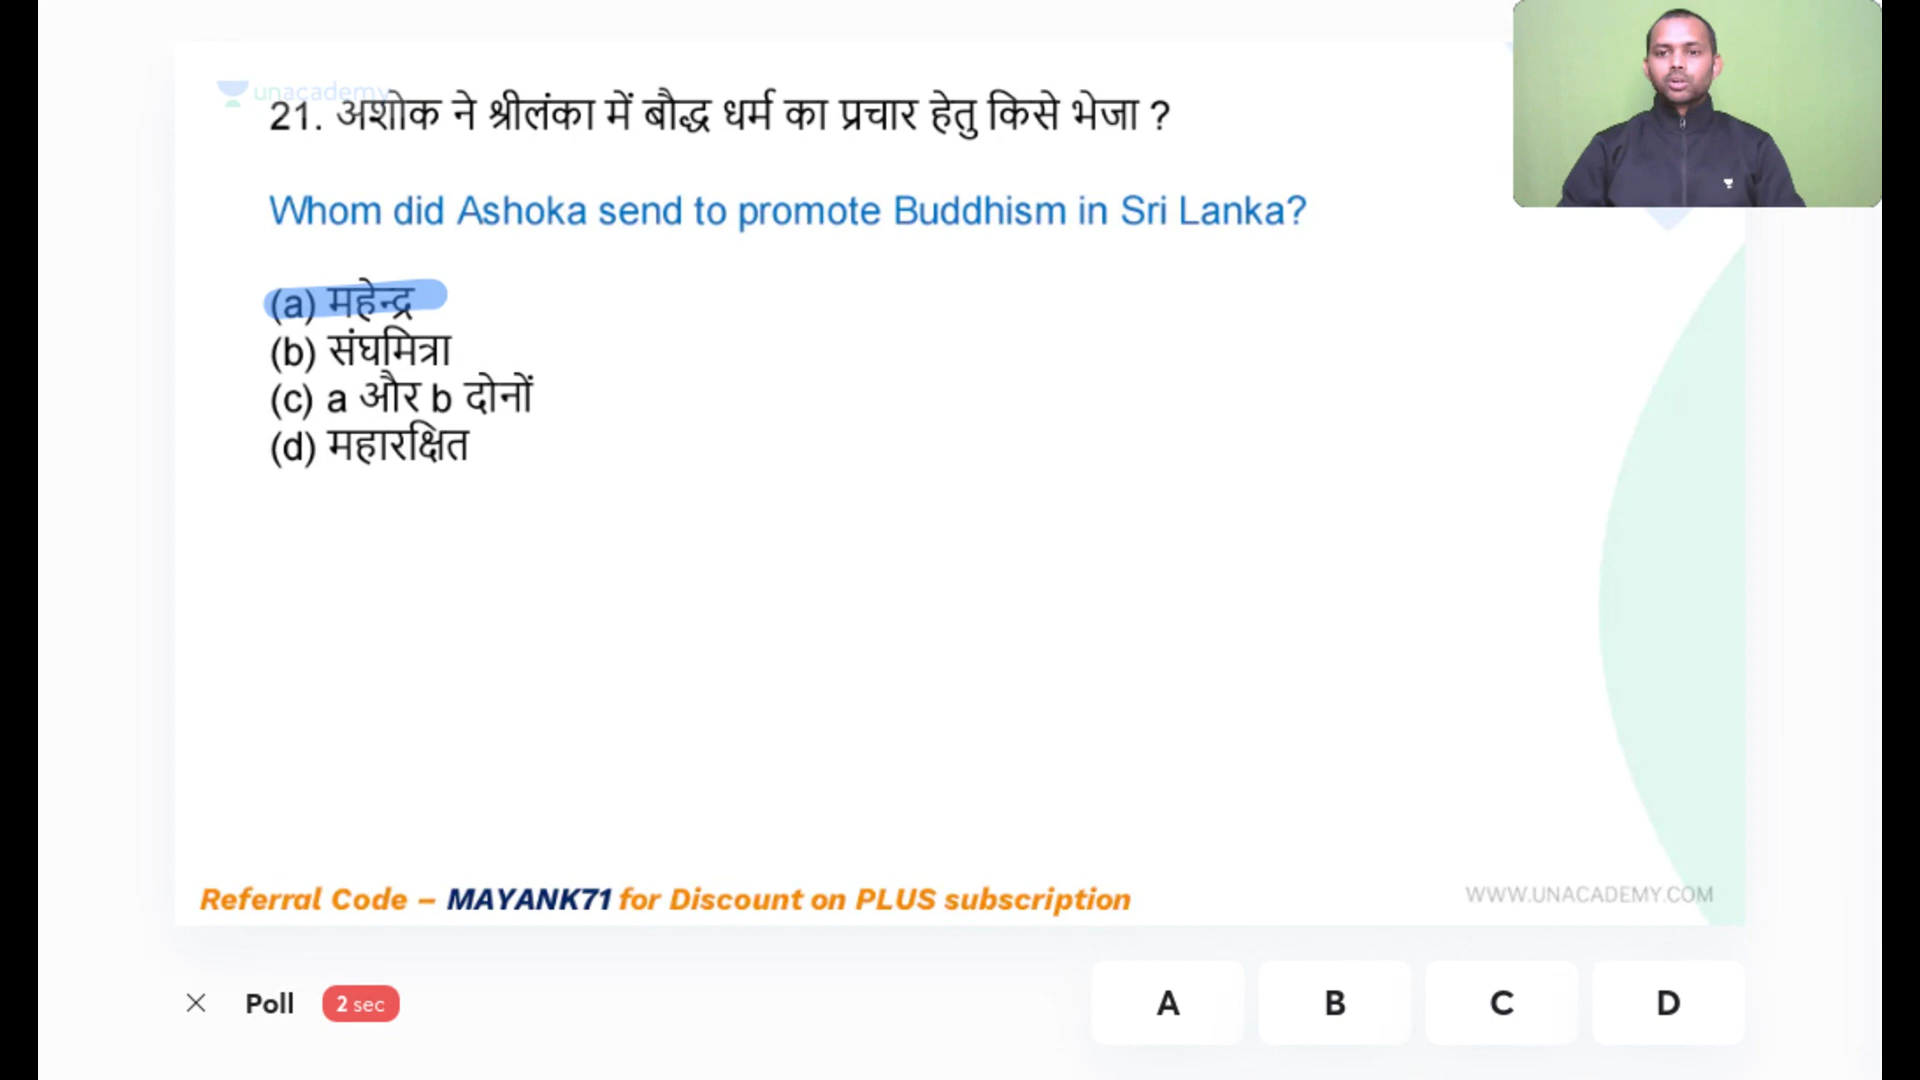 unacademy
21. अशोक ने श्रीलंका में बौद्ध धर्म का प्रचार हेतु किसे भेजा ?
Whom did Ashoka send to promote Buddhism in Sri Lanka?
(a) महेन्द्र
(b) संघमित्रा
(c) a और b दोनों
(d) महारक्षित
Referral Code – MAYANK71 for Discount on PLUS subscription
WWW.UNACADEMY.COM
Poll 2 sec A B C D